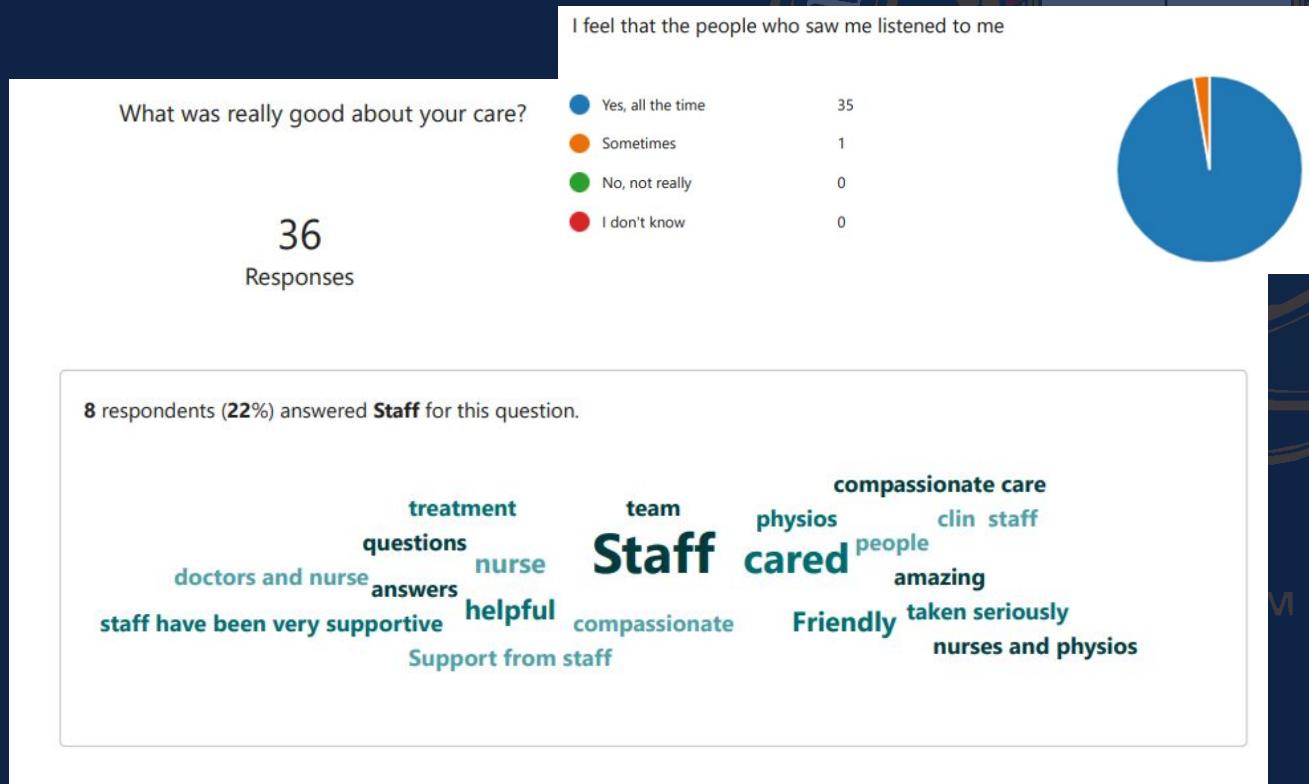 I feel that the people who saw me listened to me
Yes, all the time 35
Sometimes 1
No, not really 0
I don't know 0
What was really good about your care?
36
Responses
8 respondents (22%) answered Staff for this question.
compassionate care
treatment team physios clin staff
questions nurse Staff cared people
doctors and nurse answers amazing
staff have been very supportive helpful compassionate Friendly taken seriously
Support from staff nurses and physios
M